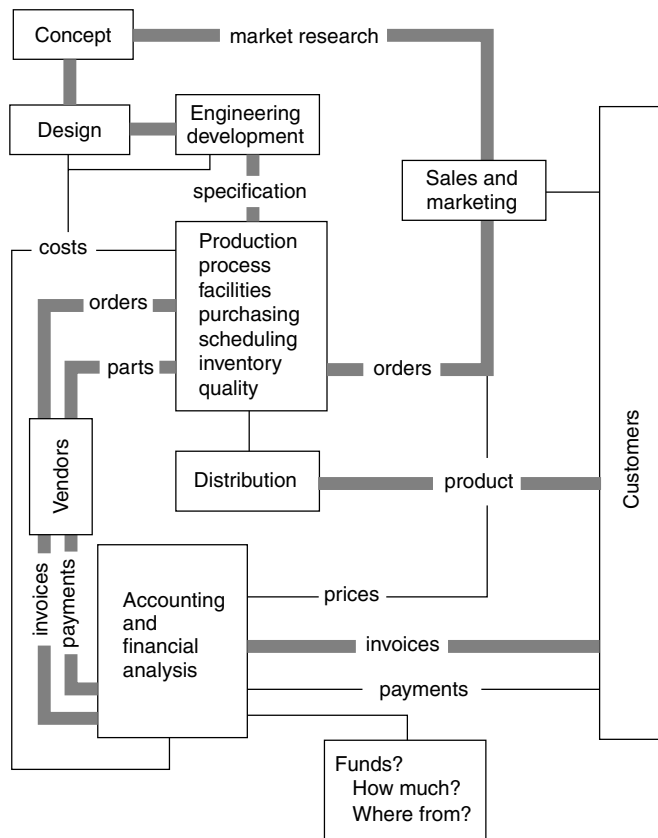 Concept
market research
Design
Engineering
development
Sales and
marketing
specification
costs
Production
process
facilities
purchasing
scheduling
inventory
quality
orders
parts
orders
Customers
Vendors
Distribution
product
invoices
payments
Accounting
and
financial
analysis
prices
invoices
payments
Funds?
How much?
Where from?